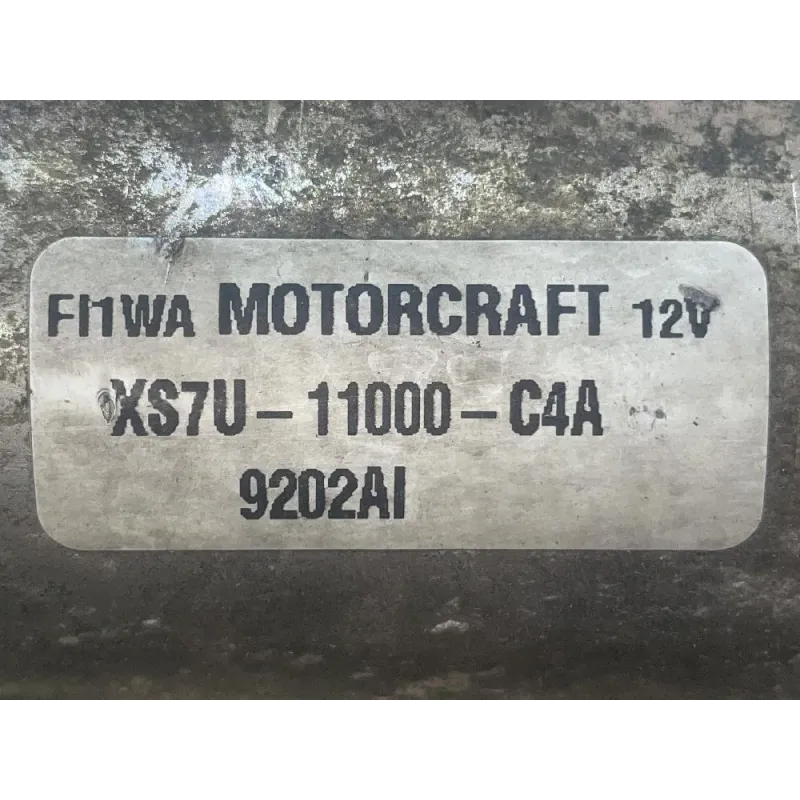 FI1WA MOTORCRAFT 12V
XS7U-11000-C4A
9202AI